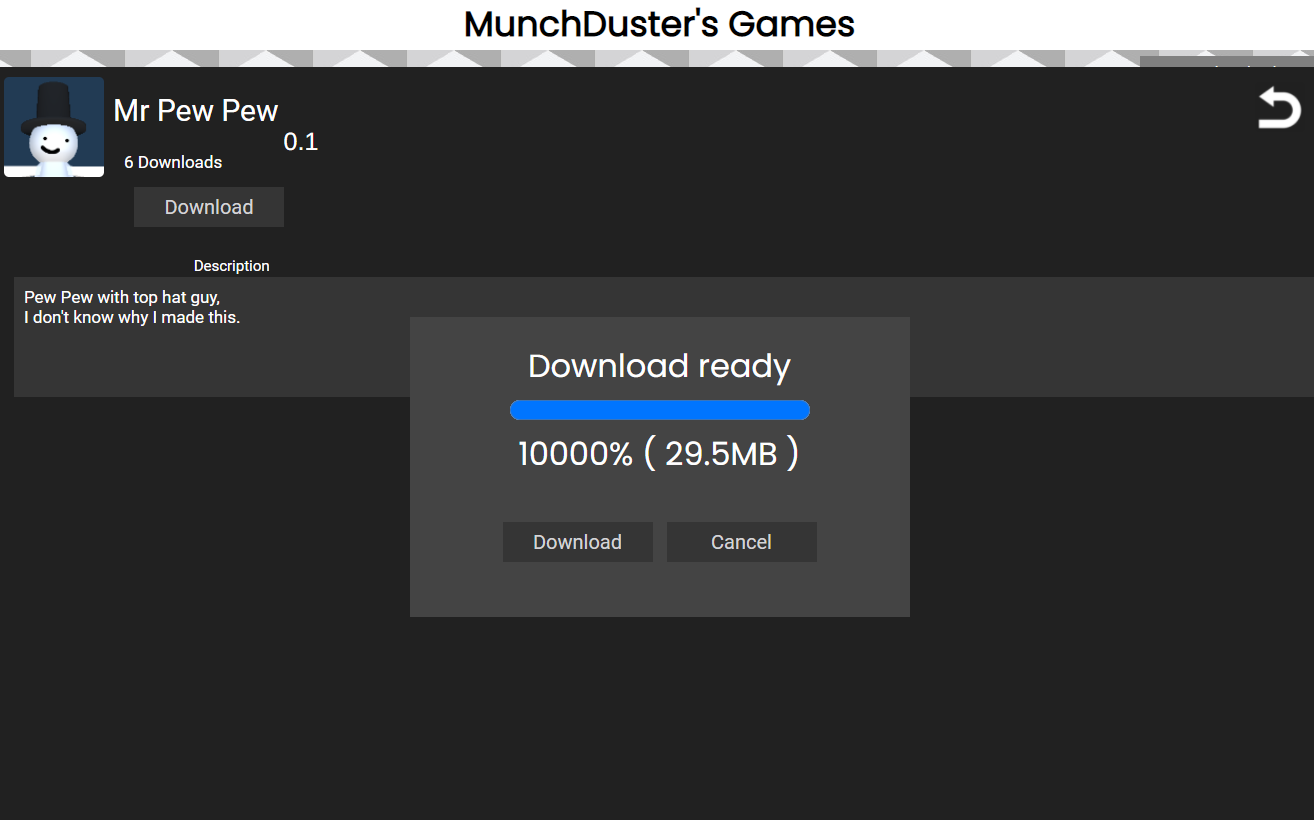 MunchDuster's Games
Mr Pew Pew
0.1
6 Downloads
Download
Description
Pew Pew with top hat guy,
I don't know why I made this.
Download ready
10000% ( 29.5MB )
Download Cancel